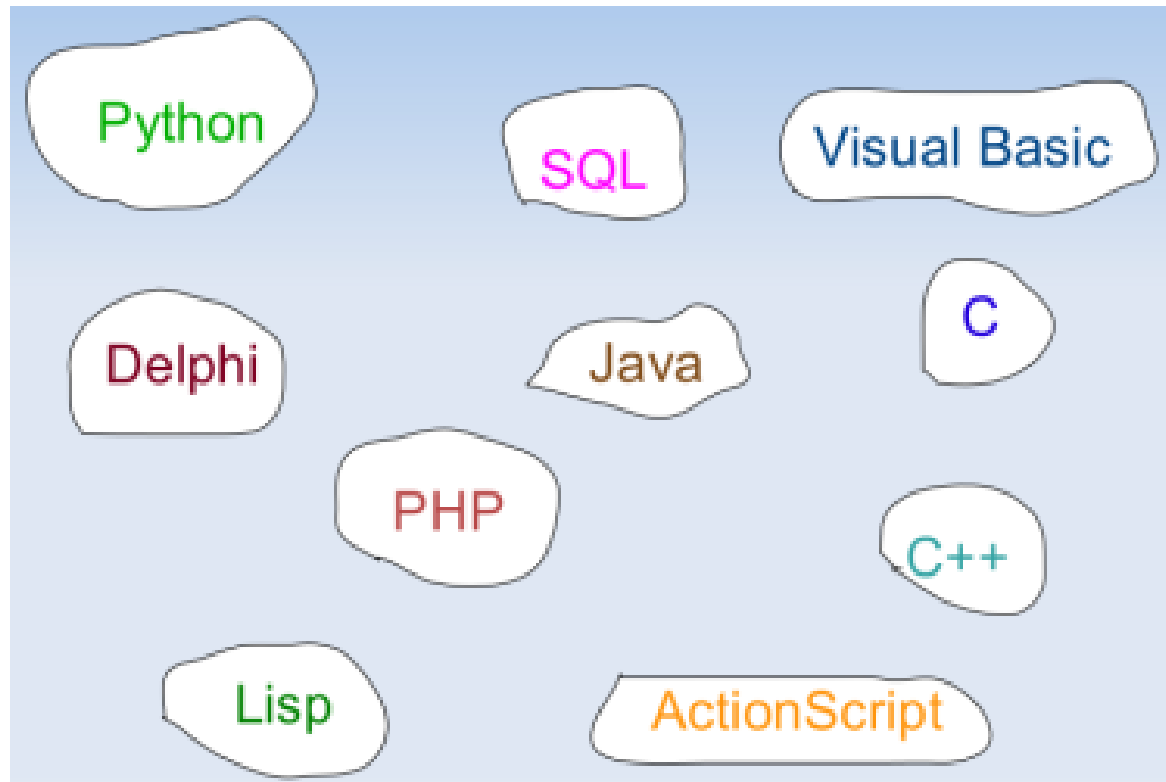 Python
SQL
Visual Basic
Delphi
Java
C
PHP
C++
Lisp
ActionScript